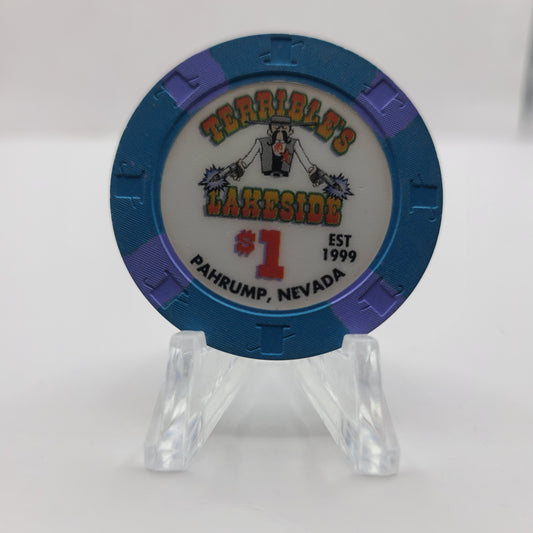 TERRIBLE'S
LAKESIDE
$1
EST
1999
PAHRUMP, NEVADA